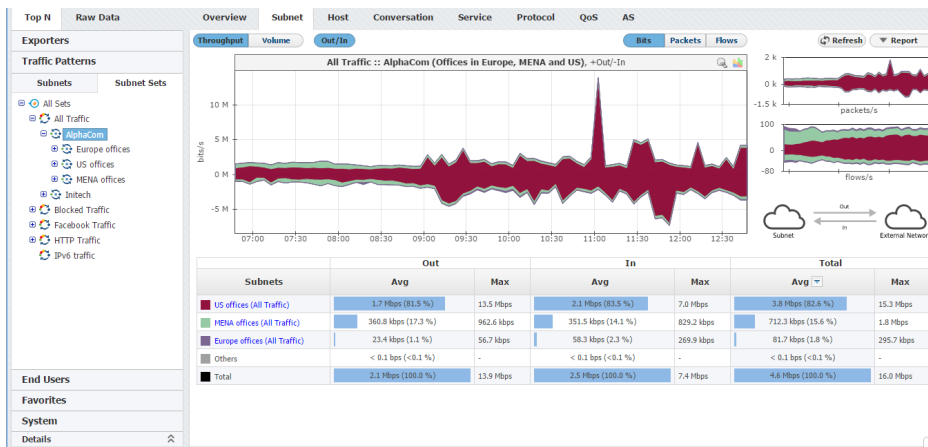 Top N Raw Data Overview Subnet Host Conversation Service Protocol QoS AS
Exporters
Traffic Patterns
Subnets Subnet Sets
All Sets
All Traffic
AlphaCom
Europe offices
US offices
MENA offices
Initech
Blocked Traffic
Facebook Traffic
HTTP Traffic
IPv6 traffic
End Users
Favorites
System
Details
Throughput Volume Out/In Bits Packets Flows Refresh Report
All Traffic :: AlphaCom (Offices in Europe, MENA and US), +Out/-In
bits/s
10 M
5 M
0 M
-5 M
07:00 07:30 08:00 08:30 09:00 09:30 10:00 10:30 11:00 11:30 12:00 12:30
2 k
0
-1.5 k
packets/s
100
0
-80
flows/s
Out
In
Subnet External Network
Out In Total
Subnets Avg Max Avg Max Avg Max
US offices (All Traffic) 1.7 Mbps (81.5 %) 13.5 Mbps 2.1 Mbps (83.5 %) 7.0 Mbps 3.8 Mbps (82.6 %) 15.3 Mbps
MENA offices (All Traffic) 360.8 kbps (17.3 %) 962.6 kbps 351.5 kbps (14.1 %) 829.2 kbps 712.3 kbps (15.6 %) 1.8 Mbps
Europe offices (All Traffic) 23.4 kbps (1.1 %) 56.7 kbps 58.3 kbps (2.3 %) 269.9 kbps 81.7 kbps (1.8 %) 295.7 kbps
Others < 0.1 bps (<0.1 %) - < 0.1 bps (<0.1 %) - < 0.1 bps (<0.1 %) -
Total 2.1 Mbps (100.0 %) 13.9 Mbps 2.5 Mbps (100.0 %) 7.4 Mbps 4.6 Mbps (100.0 %) 16.0 Mbps